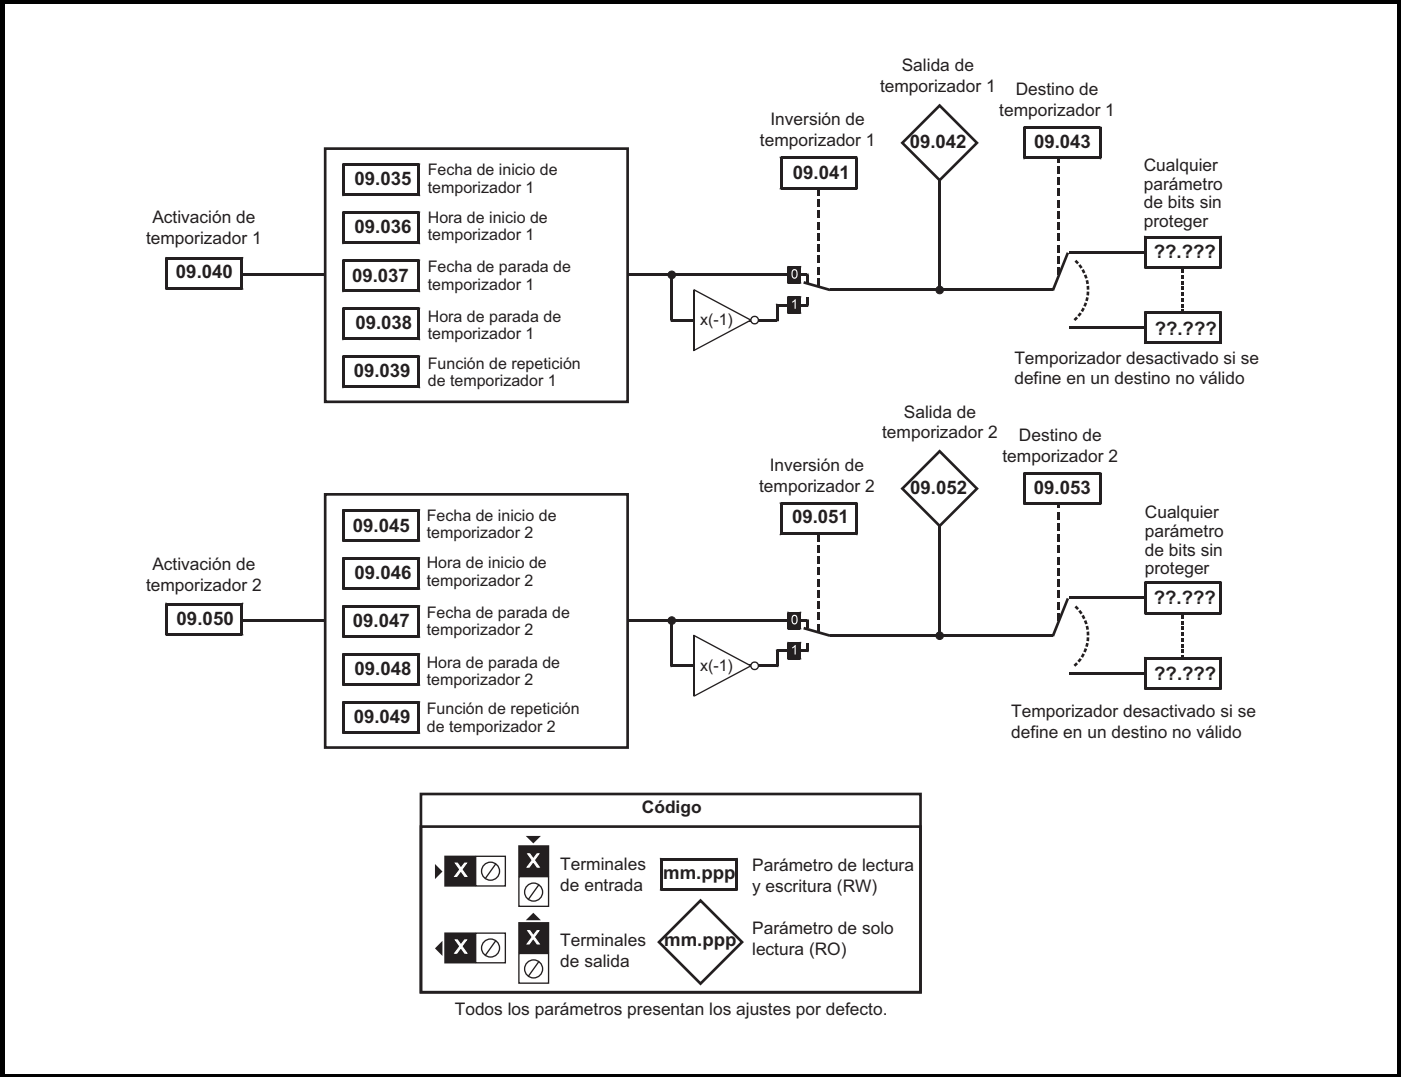 Activación de
temporizador 1
09.040
09.035
Fecha de inicio de
temporizador 1
09.036
Hora de inicio de
temporizador 1
09.037
Fecha de parada de
temporizador 1
09.038
Hora de parada de
temporizador 1
09.039
Función de repetición
de temporizador 1
x(-1)
0
1
Inversión de
temporizador 1
09.041
Salida de
temporizador 1
09.042
Destino de
temporizador 1
09.043
Cualquier
parámetro
de bits sin
proteger
??.???
??.???
Temporizador desactivado si se
define en un destino no válido
Activación de
temporizador 2
09.050
09.045
Fecha de inicio de
temporizador 2
09.046
Hora de inicio de
temporizador 2
09.047
Fecha de parada de
temporizador 2
09.048
Hora de parada de
temporizador 2
09.049
Función de repetición
de temporizador 2
x(-1)
0
1
Inversión de
temporizador 2
09.051
Salida de
temporizador 2
09.052
Destino de
temporizador 2
09.053
Cualquier
parámetro
de bits sin
proteger
??.???
??.???
Temporizador desactivado si se
define en un destino no válido
Código
X
X
Terminales
de entrada
mm.ppp
Parámetro de lectura
y escritura (RW)
X
X
Terminales
de salida
mm.ppp
Parámetro de solo
lectura (RO)
Todos los parámetros presentan los ajustes por defecto.